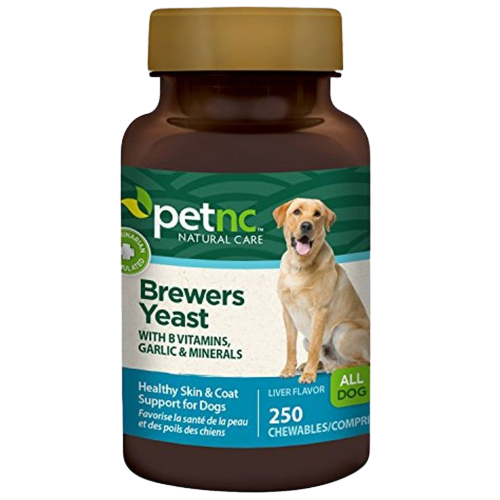 petnc™
NATURAL CARE
Brewers
Yeast
WITH B VITAMINS,
GARLIC & MINERALS
Healthy Skin & Coat
Support for Dogs
Favorise la santé de la peau
et des poils des chiens
LIVER FLAVOR
250
CHEWABLES/COMPRI
ALL
DOG